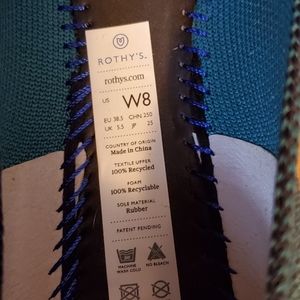 ROTHY'S.
rothys.com
US W8
EU 38.5 CHN 250
UK 5.5 JP 25
COUNTRY OF ORIGIN
Made in China
TEXTILE UPPER
100% Recycled
FOAM
100% Recyclable
SOLE MATERIAL
Rubber
PATENT PENDING
MACHINE WASH COLD
NO BLEACH